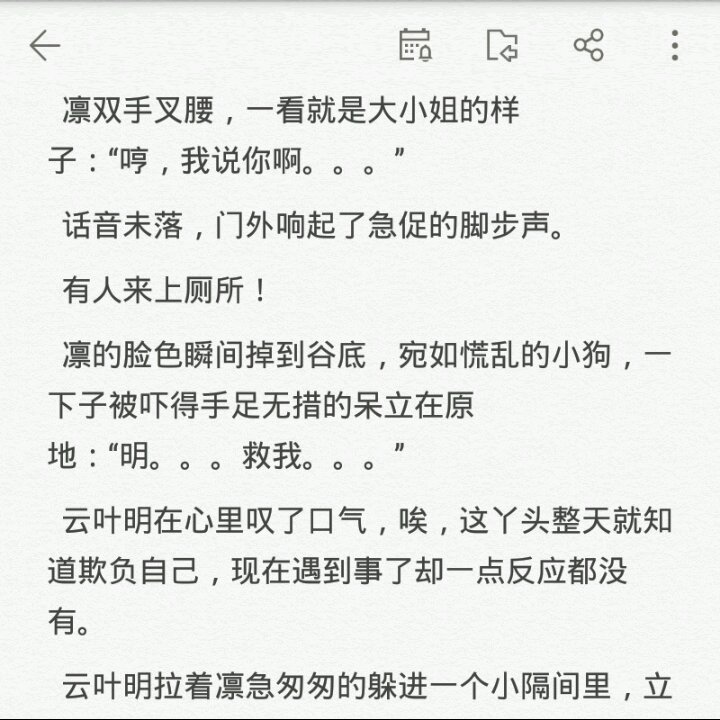 凛双手叉腰，一看就是大小姐的样
子：“哼，我说你啊。。。”
话音未落，门外响起了急促的脚步声。
有人来上厕所！
凛的脸色瞬间掉到谷底，宛如慌乱的小狗，一
下子被吓得手足无措的呆立在原
地：“明。。。救我。。。”
云叶明在心里叹了口气，唉，这丫头整天就知
道欺负自己，现在遇到事了却一点反应都没
有。
云叶明拉着凛急匆匆的躲进一个小隔间里，立